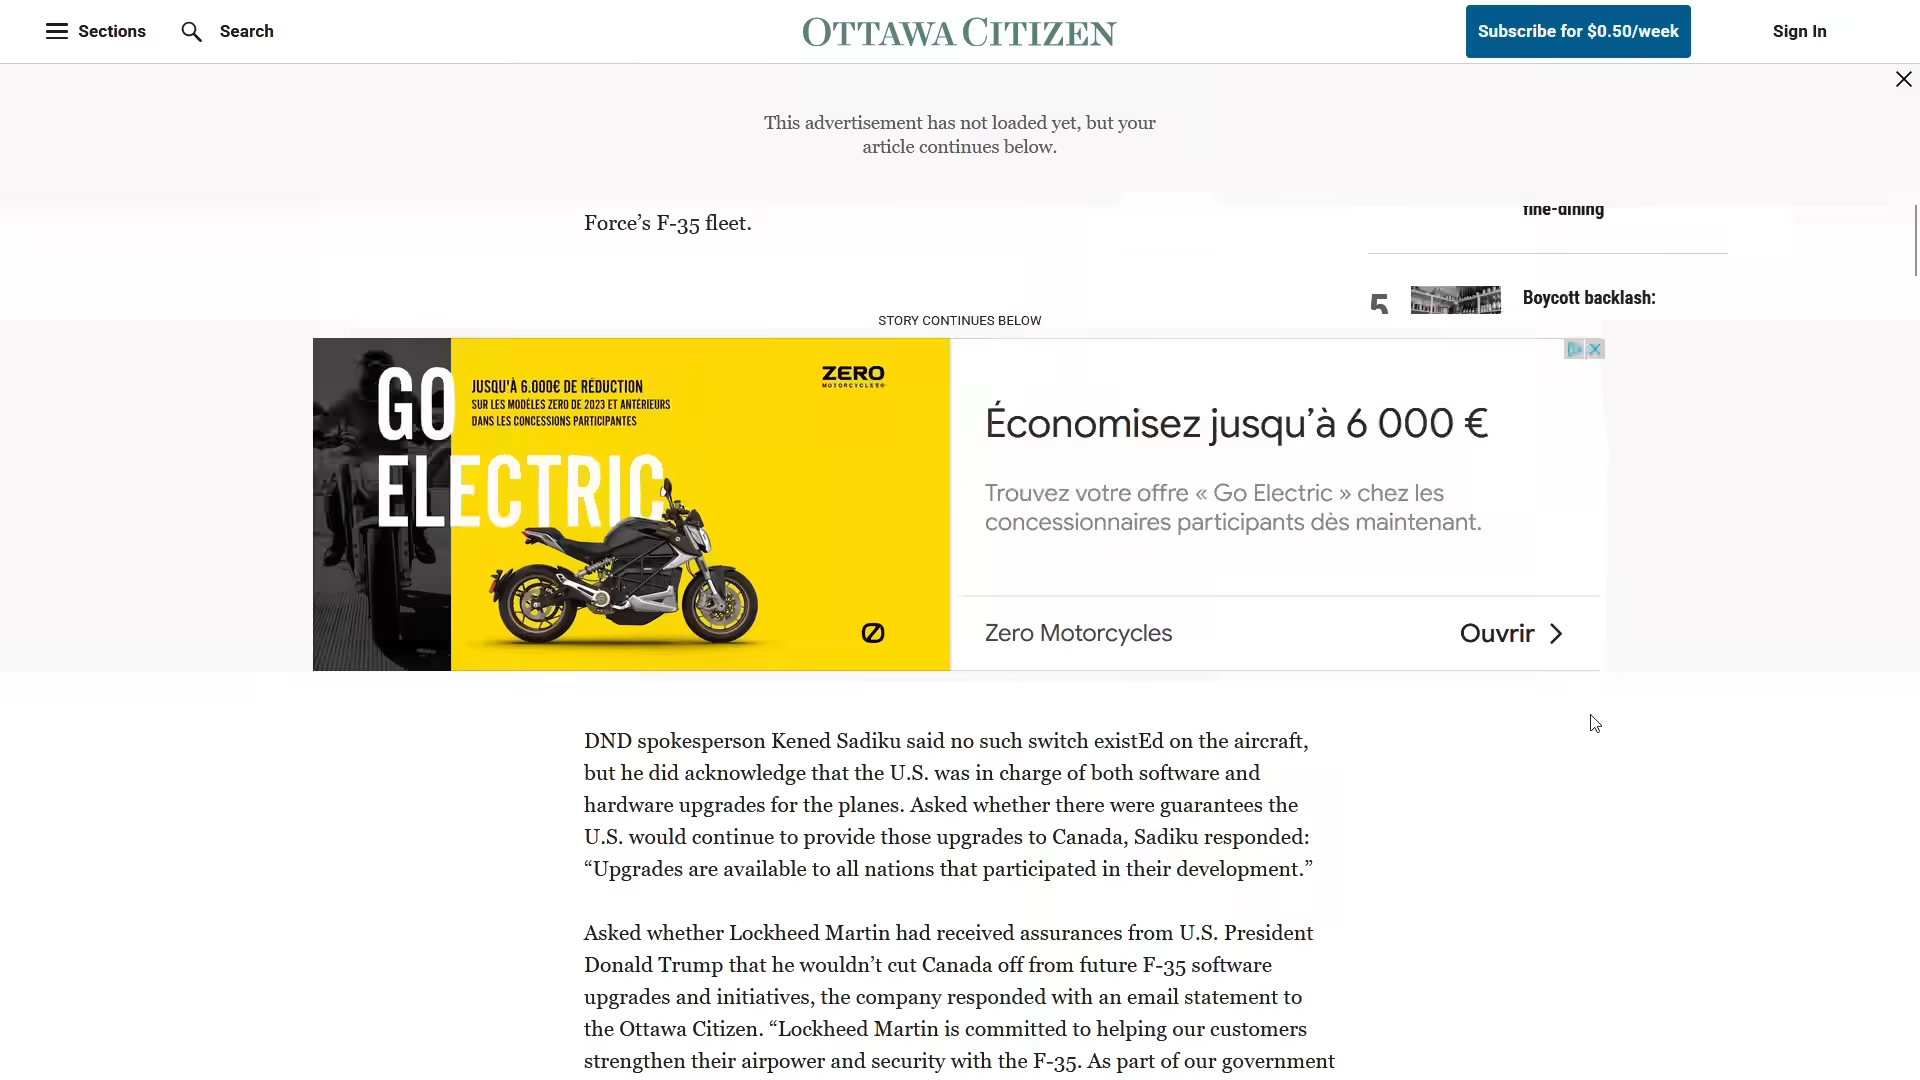 Sections
Search
OTTAWA CITIZEN
Subscribe for $0.50/week
Sign In
This advertisement has not loaded yet, but your
article continues below.
Force’s F-35 fleet.
fine-dining
5
Boycott backlash:
STORY CONTINUES BELOW
GO
ELECTRIC
JUSQU'À 6.000€ DE RÉDUCTION
SUR LES MODÈLES ZERO DE 2023 ET ANTÉRIEURS
DANS LES CONCESSIONS PARTICIPANTES
ZERO
MOTORCYCLES®
Économisez jusqu’à 6 000 €
Trouvez votre offre « Go Electric » chez les
concessionnaires participants dès maintenant.
Zero Motorcycles
Ouvrir
DND spokesperson Kened Sadiku said no such switch existEd on the aircraft,
but he did acknowledge that the U.S. was in charge of both software and
hardware upgrades for the planes. Asked whether there were guarantees the
U.S. would continue to provide those upgrades to Canada, Sadiku responded:
“Upgrades are available to all nations that participated in their development.”
Asked whether Lockheed Martin had received assurances from U.S. President
Donald Trump that he wouldn’t cut Canada off from future F-35 software
upgrades and initiatives, the company responded with an email statement to
the Ottawa Citizen. “Lockheed Martin is committed to helping our customers
strengthen their airpower and security with the F-35. As part of our government